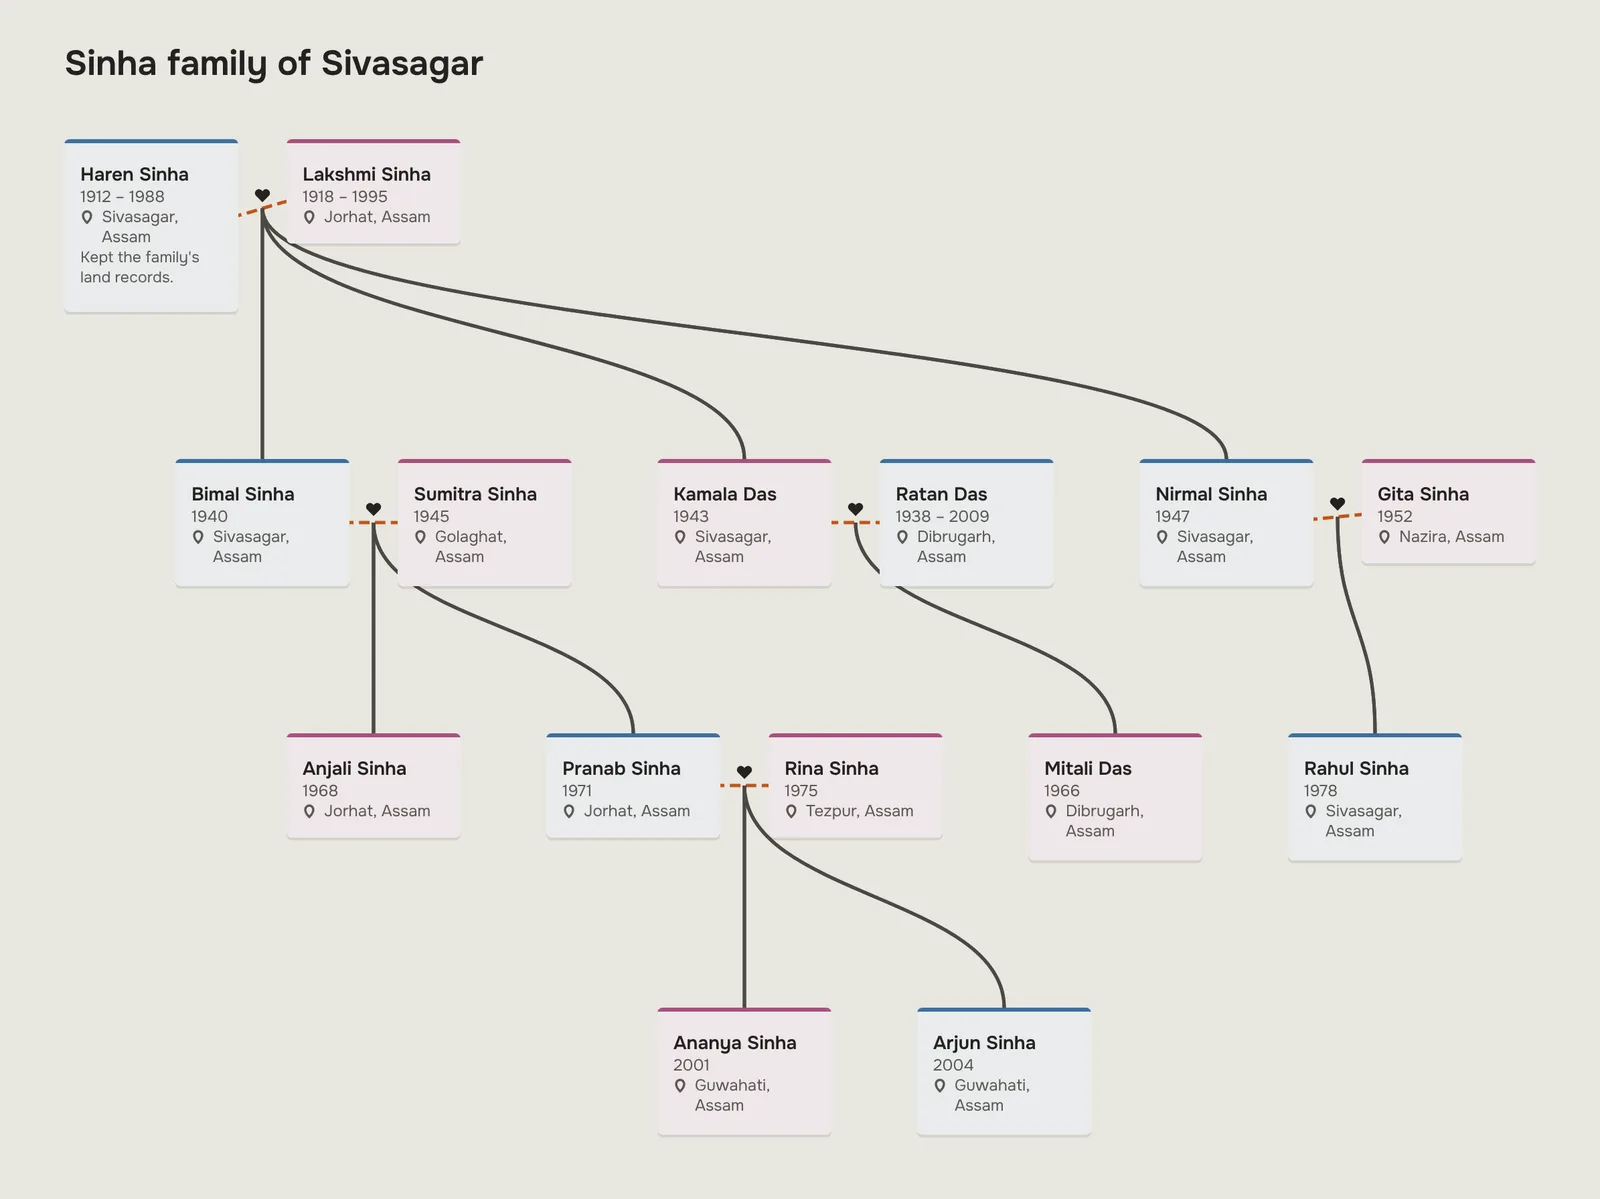 Sinha family of Sivasagar
Haren Sinha
1912 – 1988
Sivasagar,
Assam
Kept the family's
land records.
Lakshmi Sinha
1918 – 1995
Jorhat, Assam
Bimal Sinha
1940
Sivasagar,
Assam
Sumitra Sinha
1945
Golaghat,
Assam
Kamala Das
1943
Sivasagar,
Assam
Ratan Das
1938 – 2009
Dibrugarh,
Assam
Nirmal Sinha
1947
Sivasagar,
Assam
Gita Sinha
1952
Nazira, Assam
Anjali Sinha
1968
Jorhat, Assam
Pranab Sinha
1971
Jorhat, Assam
Rina Sinha
1975
Tezpur, Assam
Mitali Das
1966
Dibrugarh,
Assam
Rahul Sinha
1978
Sivasagar,
Assam
Ananya Sinha
2001
Guwahati,
Assam
Arjun Sinha
2004
Guwahati,
Assam